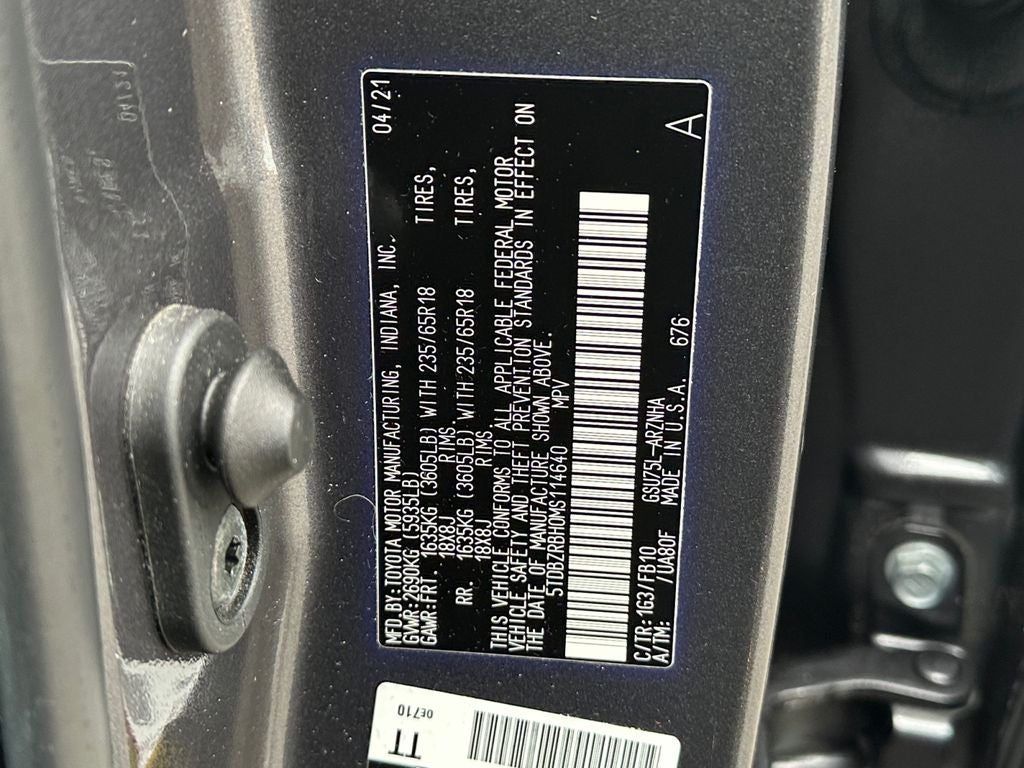 MFD.BY:TOYOTA MOTOR MANUFACTURING, INDIANA, INC. 04/21
GVWR:2690KG (5935LB)
GAWR:FRT. 1635KG (3605LB) WITH 235/65R18 TIRES,
18X8J RIMS,
RR. 1635KG (3605LB) WITH 235/65R18 TIRES,
18X8J RIMS,
THIS VEHICLE CONFORMS TO ALL APPLICABLE FEDERAL MOTOR
VEHICLE SAFETY AND THEFT PREVENTION STANDARDS IN EFFECT ON
THE DATE OF MANUFACTURE SHOWN ABOVE.
5TDBZRBH0MS114640 MPV
C/TR:1G3/FB10 GSU75L-ARZNHA 676 A
A/TM: /UA80F MADE IN U.S.A.
TT
0E710